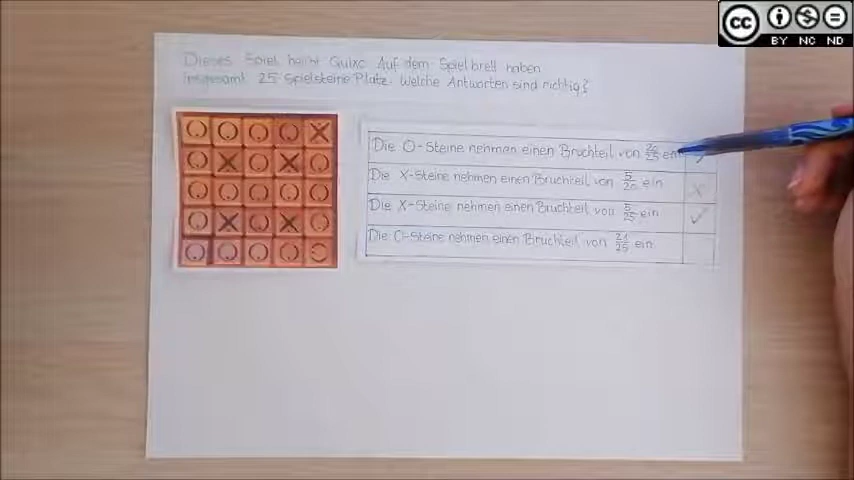 Dieses Spiel heißt Quixo. Auf dem Spielbrett haben
insgesamt 25 Spielsteine Platz. Welche Antworten sind richtig?
Die O-Steine nehmen einen Bruchteil von 20/25 ein ✓
Die X-Steine nehmen einen Bruchteil von 5/20 ein X
Die X-Steine nehmen einen Bruchteil von 5/25 ein ✓
Die O-Steine nehmen einen Bruchteil von 21/25 ein
CC BY NC ND